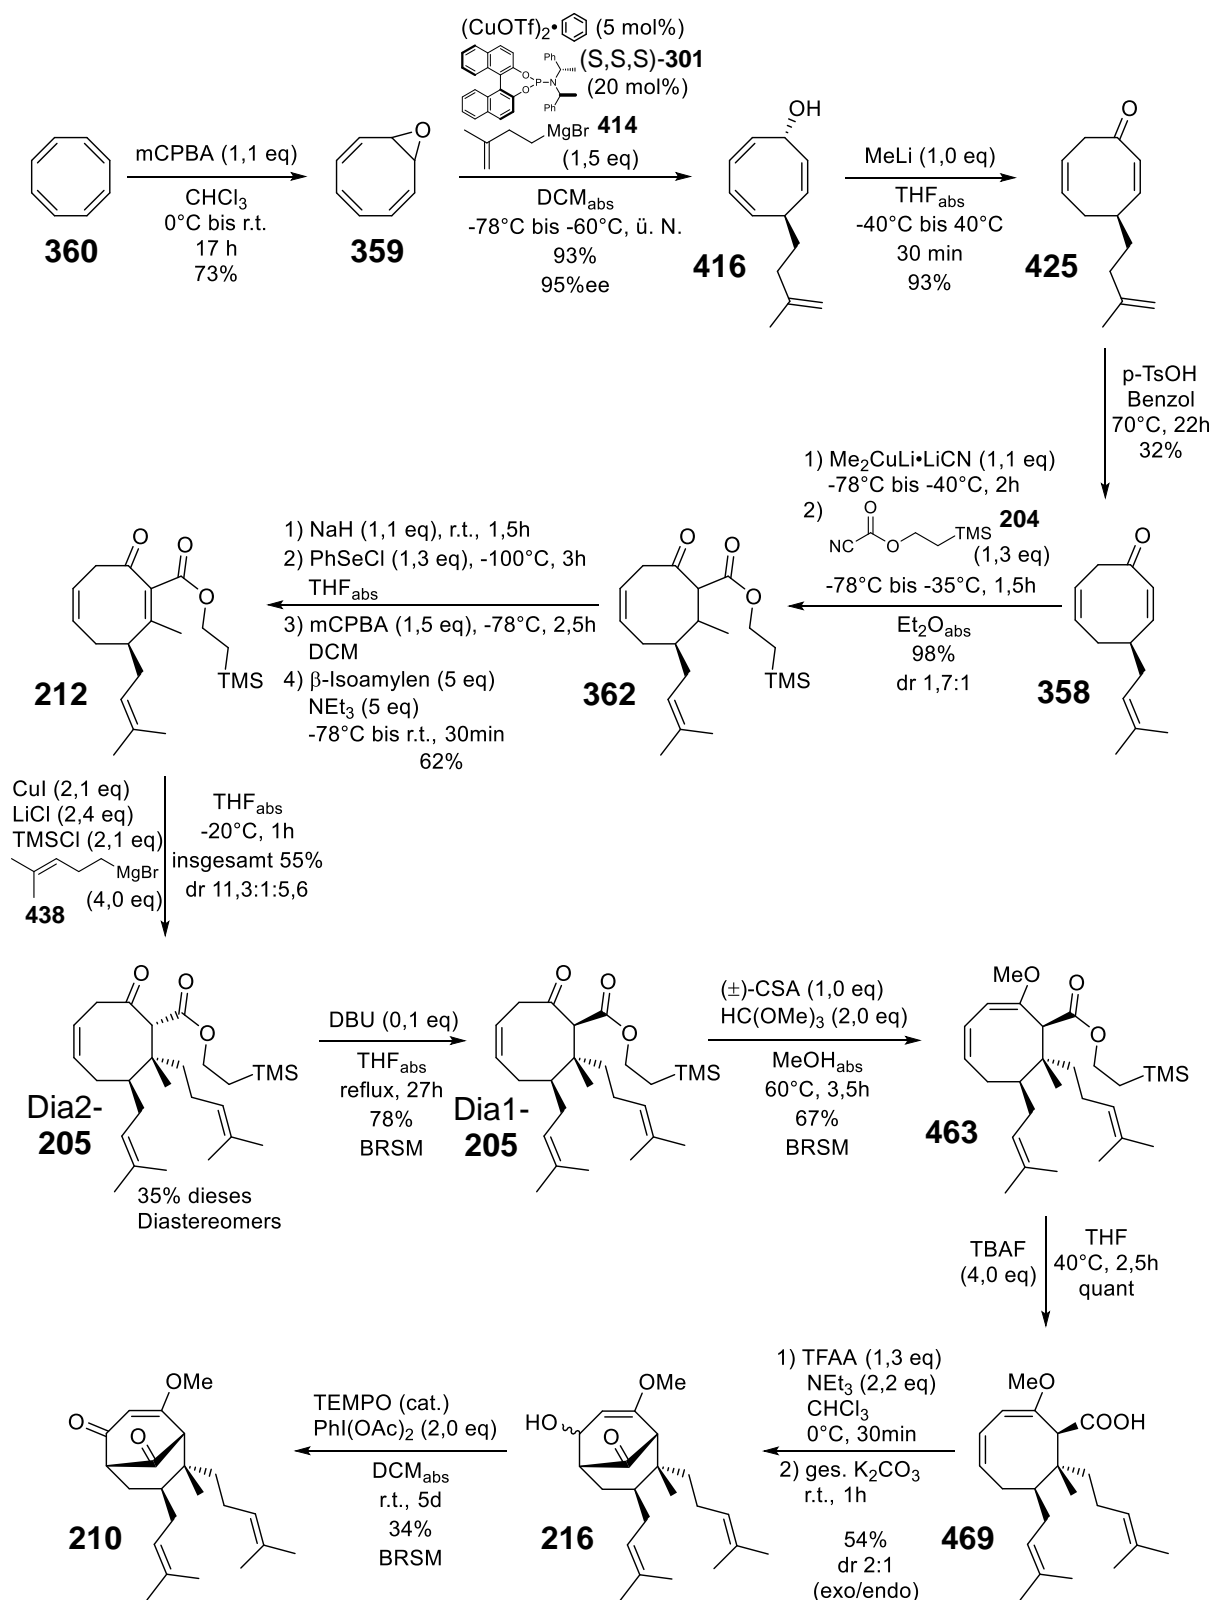 (CuOTf)₂• (5 mol%)
Ph
(S,S,S)-301
O
P
N
O
(20 mol%)
Ph
MgBr 414
(1,5 eq)
mCPBA (1,1 eq)
CHCl₃
0°C bis r.t.
17 h
73%
360
O
359
DCMabs
-78°C bis -60°C, ü. N.
93%
95%ee
OH
416
MeLi (1,0 eq)
THFabs
-40°C bis 40°C
30 min
93%
O
425
p-TsOH
Benzol
70°C, 22h
32%
O
358
1) Me₂CuLi•LiCN (1,1 eq)
-78°C bis -40°C, 2h
2)
O
204
NC
O
TMS
(1,3 eq)
-78°C bis -35°C, 1,5h
Et₂Oabs
98%
dr 1,7:1
O
O
O
TMS
362
1) NaH (1,1 eq), r.t., 1,5h
2) PhSeCl (1,3 eq), -100°C, 3h
THFabs
3) mCPBA (1,5 eq), -78°C, 2,5h
DCM
4) β-Isoamylen (5 eq)
NEt₃ (5 eq)
-78°C bis r.t., 30min
62%
O
O
O
TMS
212
CuI (2,1 eq)
LiCl (2,4 eq)
TMSCl (2,1 eq)
MgBr
(4,0 eq)
438
THFabs
-20°C, 1h
insgesamt 55%
dr 11,3:1:5,6
O
O
O
TMS
Dia2-
205
35% dieses
Diastereomers
DBU (0,1 eq)
THFabs
reflux, 27h
78%
BRSM
O
O
O
TMS
Dia1-
205
(±)-CSA (1,0 eq)
HC(OMe)₃ (2,0 eq)
MeOHabs
60°C, 3,5h
67%
BRSM
MeO
O
O
TMS
463
TBAF
(4,0 eq)
THF
40°C, 2,5h
quant
MeO
COOH
469
1) TFAA (1,3 eq)
NEt₃ (2,2 eq)
CHCl₃
0°C, 30min
2) ges. K₂CO₃
r.t., 1h
54%
dr 2:1
(exo/endo)
OMe
HO
O
216
TEMPO (cat.)
PhI(OAc)₂ (2,0 eq)
DCMabs
r.t., 5d
34%
BRSM
OMe
O
O
210